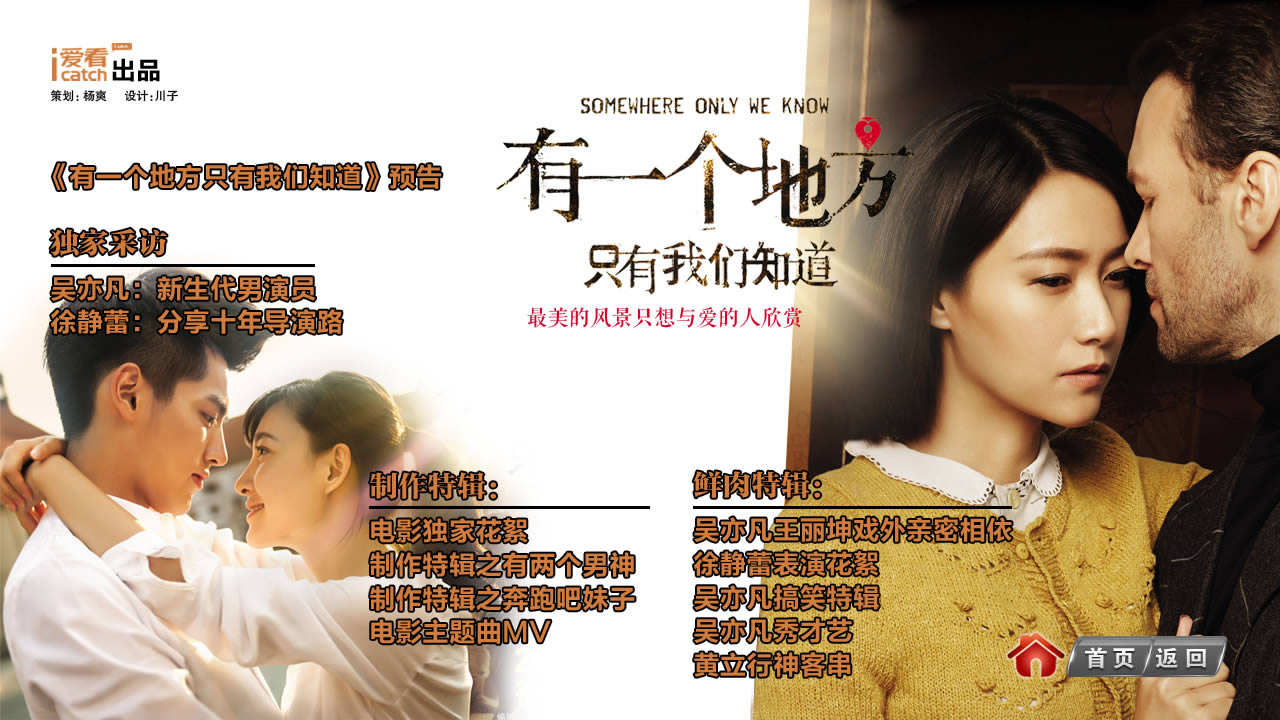 i爱看
i catch
catch 出品
策划: 杨爽 设计:川子
SOMEWHERE ONLY WE KNOW
有一个地方
只有我们知道
最美的风景只想与爱的人欣赏
《有一个地方只有我们知道》预告
独家采访
吴亦凡：新生代男演员
徐静蕾：分享十年导演路
制作特辑：
电影独家花絮
制作特辑之有两个男神
制作特辑之奔跑吧妹子
电影主题曲MV
鲜肉特辑：
吴亦凡王丽坤戏外亲密相依
徐静蕾表演花絮
吴亦凡搞笑特辑
吴亦凡秀才艺
黄立行神客串
首页 返回